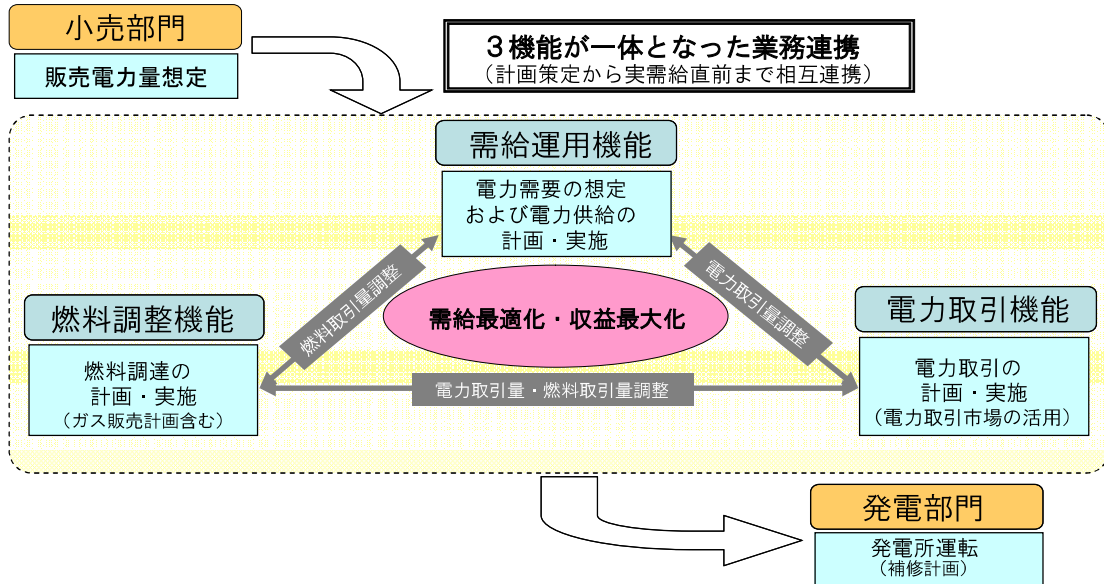 小売部門
販売電力量想定
3機能が一体となった業務連携
（計画策定から実需給直前まで相互連携）
需給運用機能
電力需要の想定
および電力供給の
計画・実施
燃料取引量調整
電力取引量調整
需給最適化・収益最大化
電力取引量・燃料取引量調整
燃料調整機能
燃料調達の
計画・実施
（ガス販売計画含む）
電力取引機能
電力取引の
計画・実施
（電力取引市場の活用）
発電部門
発電所運転
（補修計画）